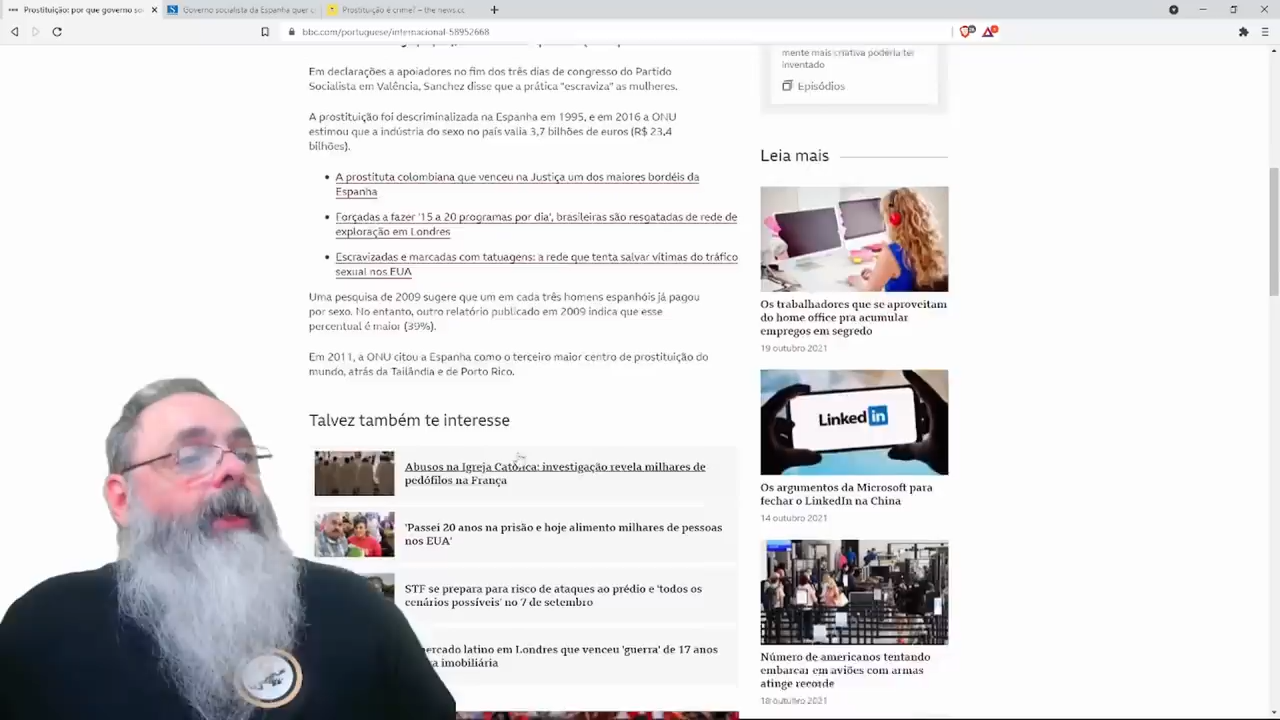 Prostituição: por que governo so
Governo socialista da Espanha quer c
Prostituição é crime? – the news.cc
bbc.com/portuguese/internacional-58952668
mente mais criativa poderia ter
inventado
Episódios
Em declarações a apoiadores no fim dos três dias de congresso do Partido
Socialista em Valência, Sanchez disse que a prática "escraviza" as mulheres.
A prostituição foi descriminalizada na Espanha em 1995, e em 2016 a ONU
estimou que a indústria do sexo no país valia 3,7 bilhões de euros (R$ 23,4
bilhões).
A prostituta colombiana que venceu na Justiça um dos maiores bordéis da
Espanha
Forçadas a fazer '15 a 20 programas por dia', brasileiras são resgatadas de rede de
exploração em Londres
Escravizadas e marcadas com tatuagens: a rede que tenta salvar vítimas do tráfico
sexual nos EUA
Uma pesquisa de 2009 sugere que um em cada três homens espanhóis já pagou
por sexo. No entanto, outro relatório publicado em 2009 indica que esse
percentual é maior (39%).
Em 2011, a ONU citou a Espanha como o terceiro maior centro de prostituição do
mundo, atrás da Tailândia e de Porto Rico.
Talvez também te interesse
Abusos na Igreja Católica: investigação revela milhares de
pedófilos na França
'Passei 20 anos na prisão e hoje alimento milhares de pessoas
nos EUA'
STF se prepara para risco de ataques ao prédio e 'todos os
cenários possíveis' no 7 de setembro
mercado latino em Londres que venceu 'guerra' de 17 anos
imobiliária
Leia mais
Os trabalhadores que se aproveitam
do home office pra acumular
empregos em segredo
19 outubro 2021
Linked in
Os argumentos da Microsoft para
fechar o LinkedIn na China
14 outubro 2021
Número de americanos tentando
embarcar em aviões com armas
atinge recorde
18 outubro 2021